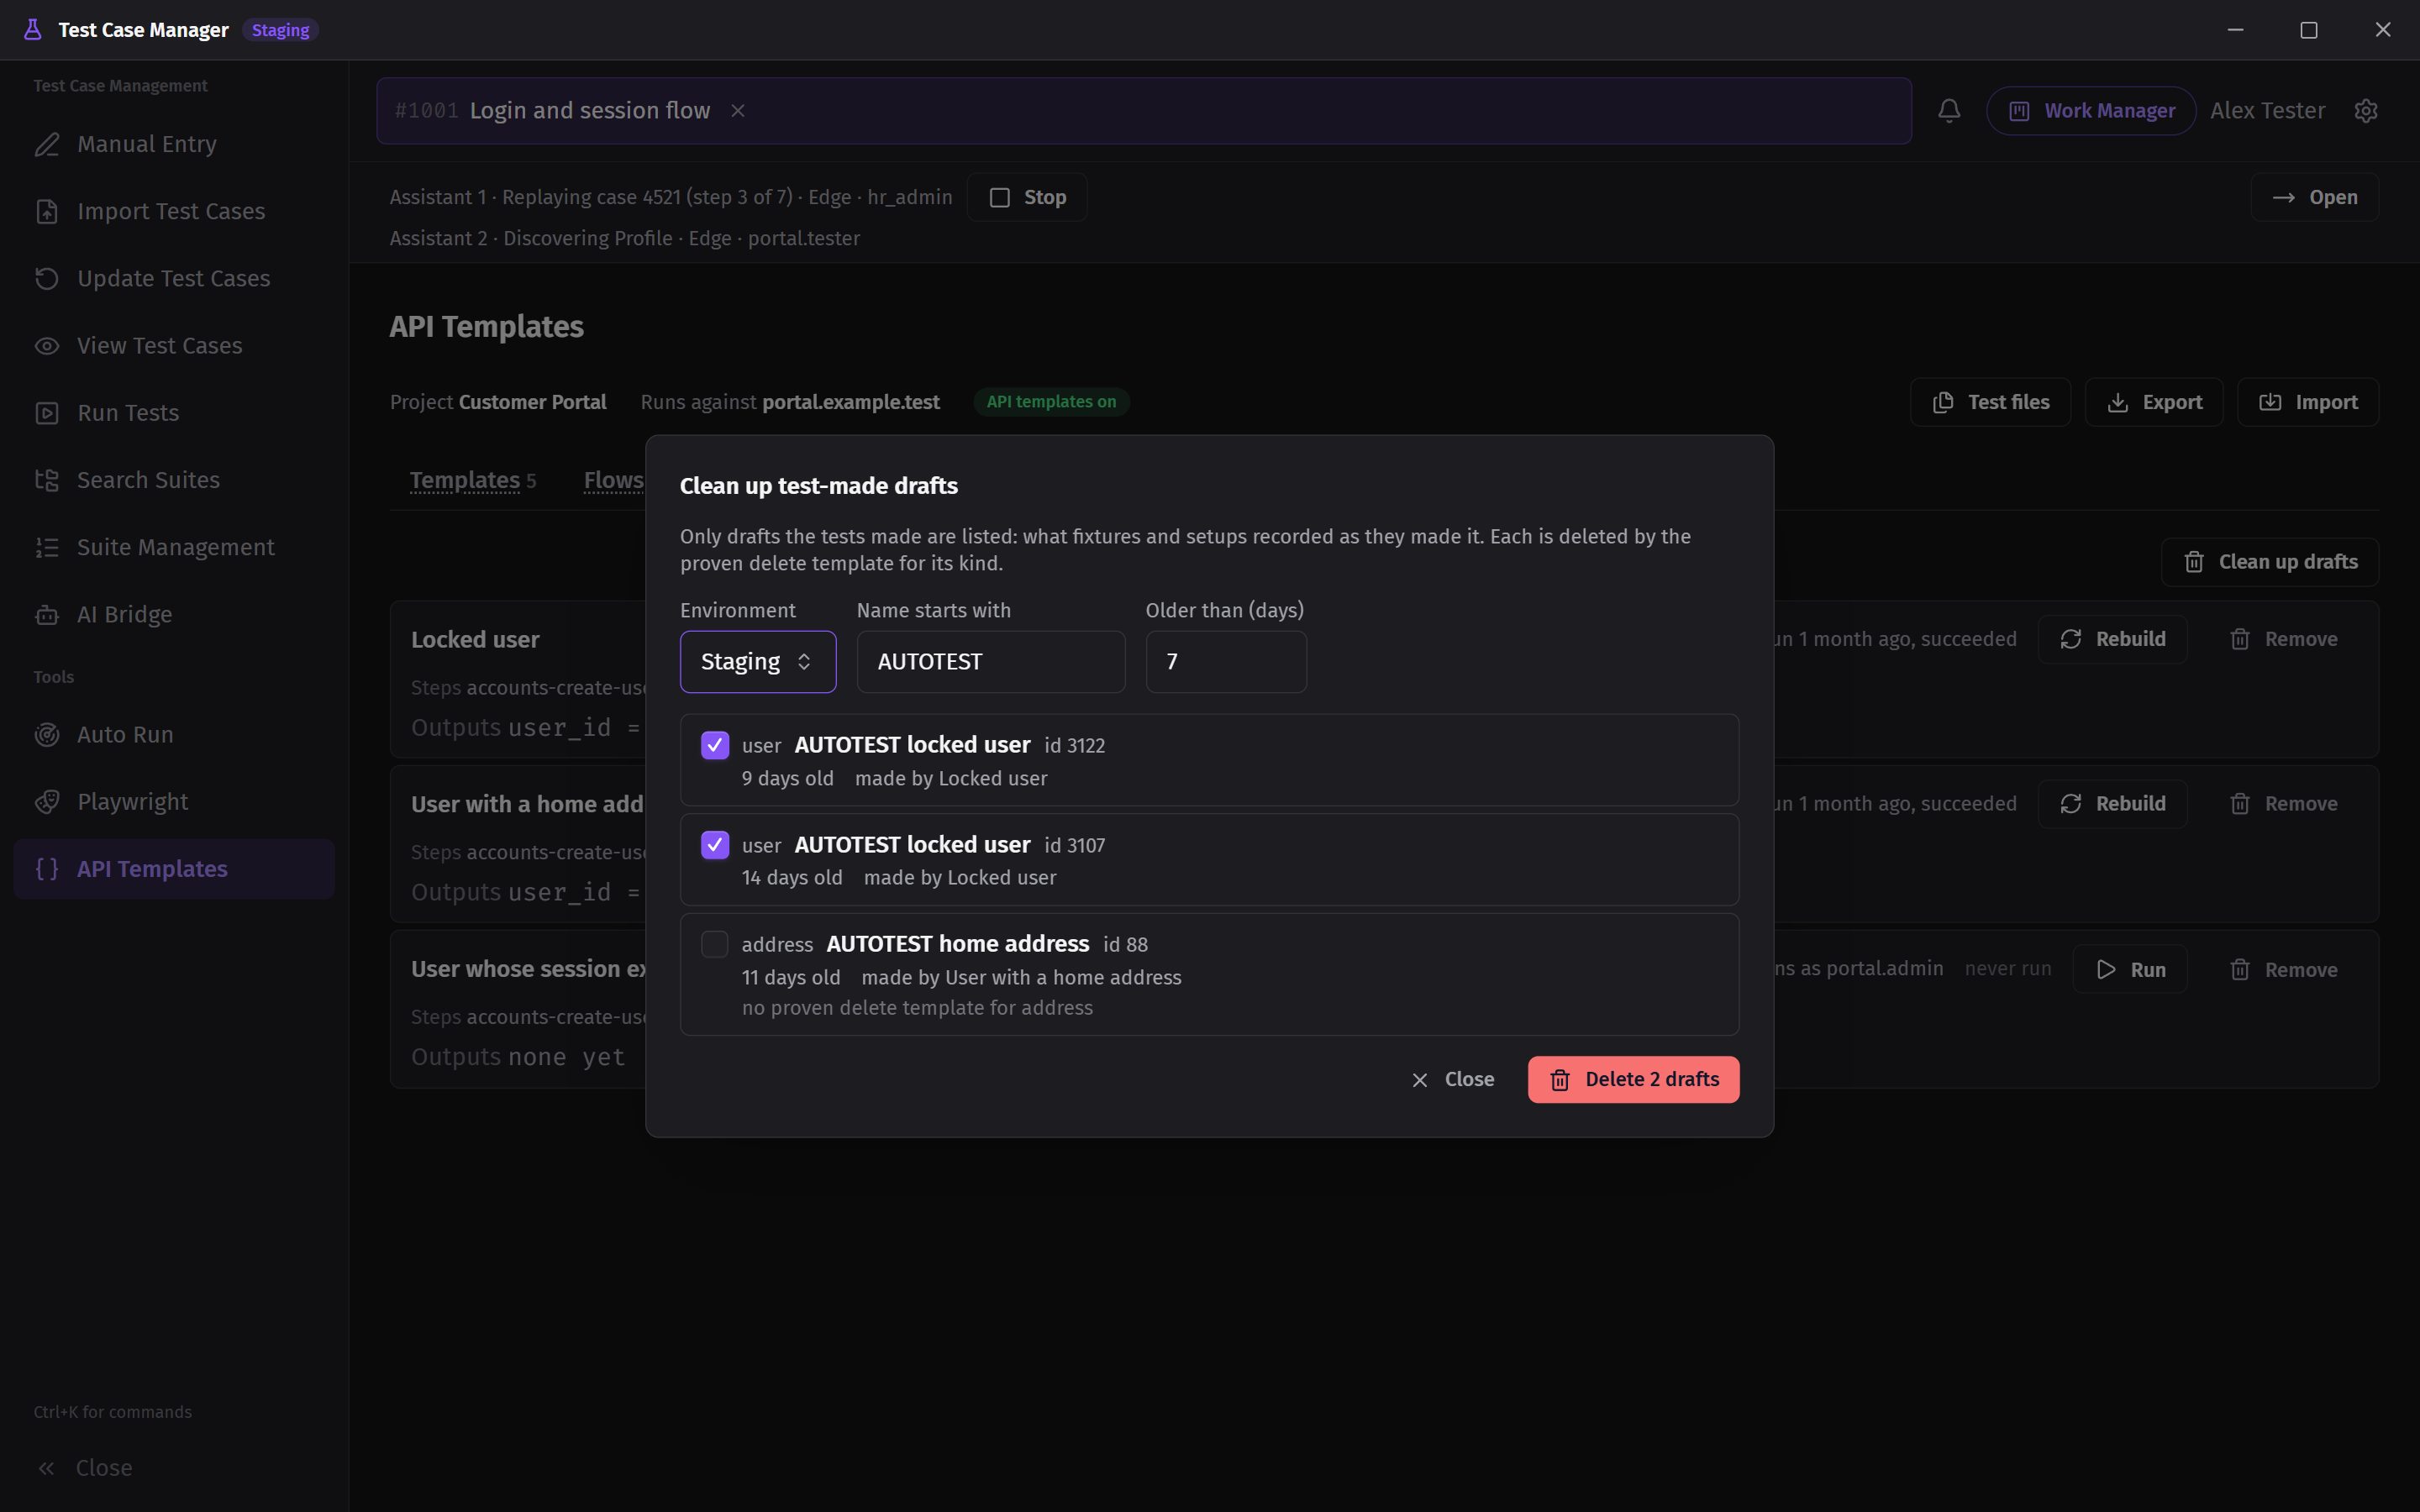 Test Case Manager Staging
Test Case Management
Manual Entry
Import Test Cases
Update Test Cases
View Test Cases
Run Tests
Search Suites
Suite Management
AI Bridge
Tools
Auto Run
Playwright
API Templates
Ctrl+K for commands
Close
#1001 Login and session flow
Work Manager
Alex Tester
Assistant 1 · Replaying case 4521 (step 3 of 7) · Edge · hr_admin Stop
Open
Assistant 2 · Discovering Profile · Edge · portal.tester
API Templates
Project Customer Portal Runs against portal.example.test API templates on
Test files Export Import
Templates 5 Flows
Clean up drafts
Locked user
Steps accounts-create-us
Outputs user_id =
un 1 month ago, succeeded Rebuild Remove
User with a home add
Steps accounts-create-us
Outputs user_id =
un 1 month ago, succeeded Rebuild Remove
User whose session ex
Steps accounts-create-us
Outputs none yet
ns as portal.admin never run Run Remove
Clean up test-made drafts
Only drafts the tests made are listed: what fixtures and setups recorded as they made it. Each is deleted by the
proven delete template for its kind.
Environment Name starts with Older than (days)
Staging AUTOTEST 7
user AUTOTEST locked user id 3122
9 days old made by Locked user
user AUTOTEST locked user id 3107
14 days old made by Locked user
address AUTOTEST home address id 88
11 days old made by User with a home address
no proven delete template for address
Close Delete 2 drafts